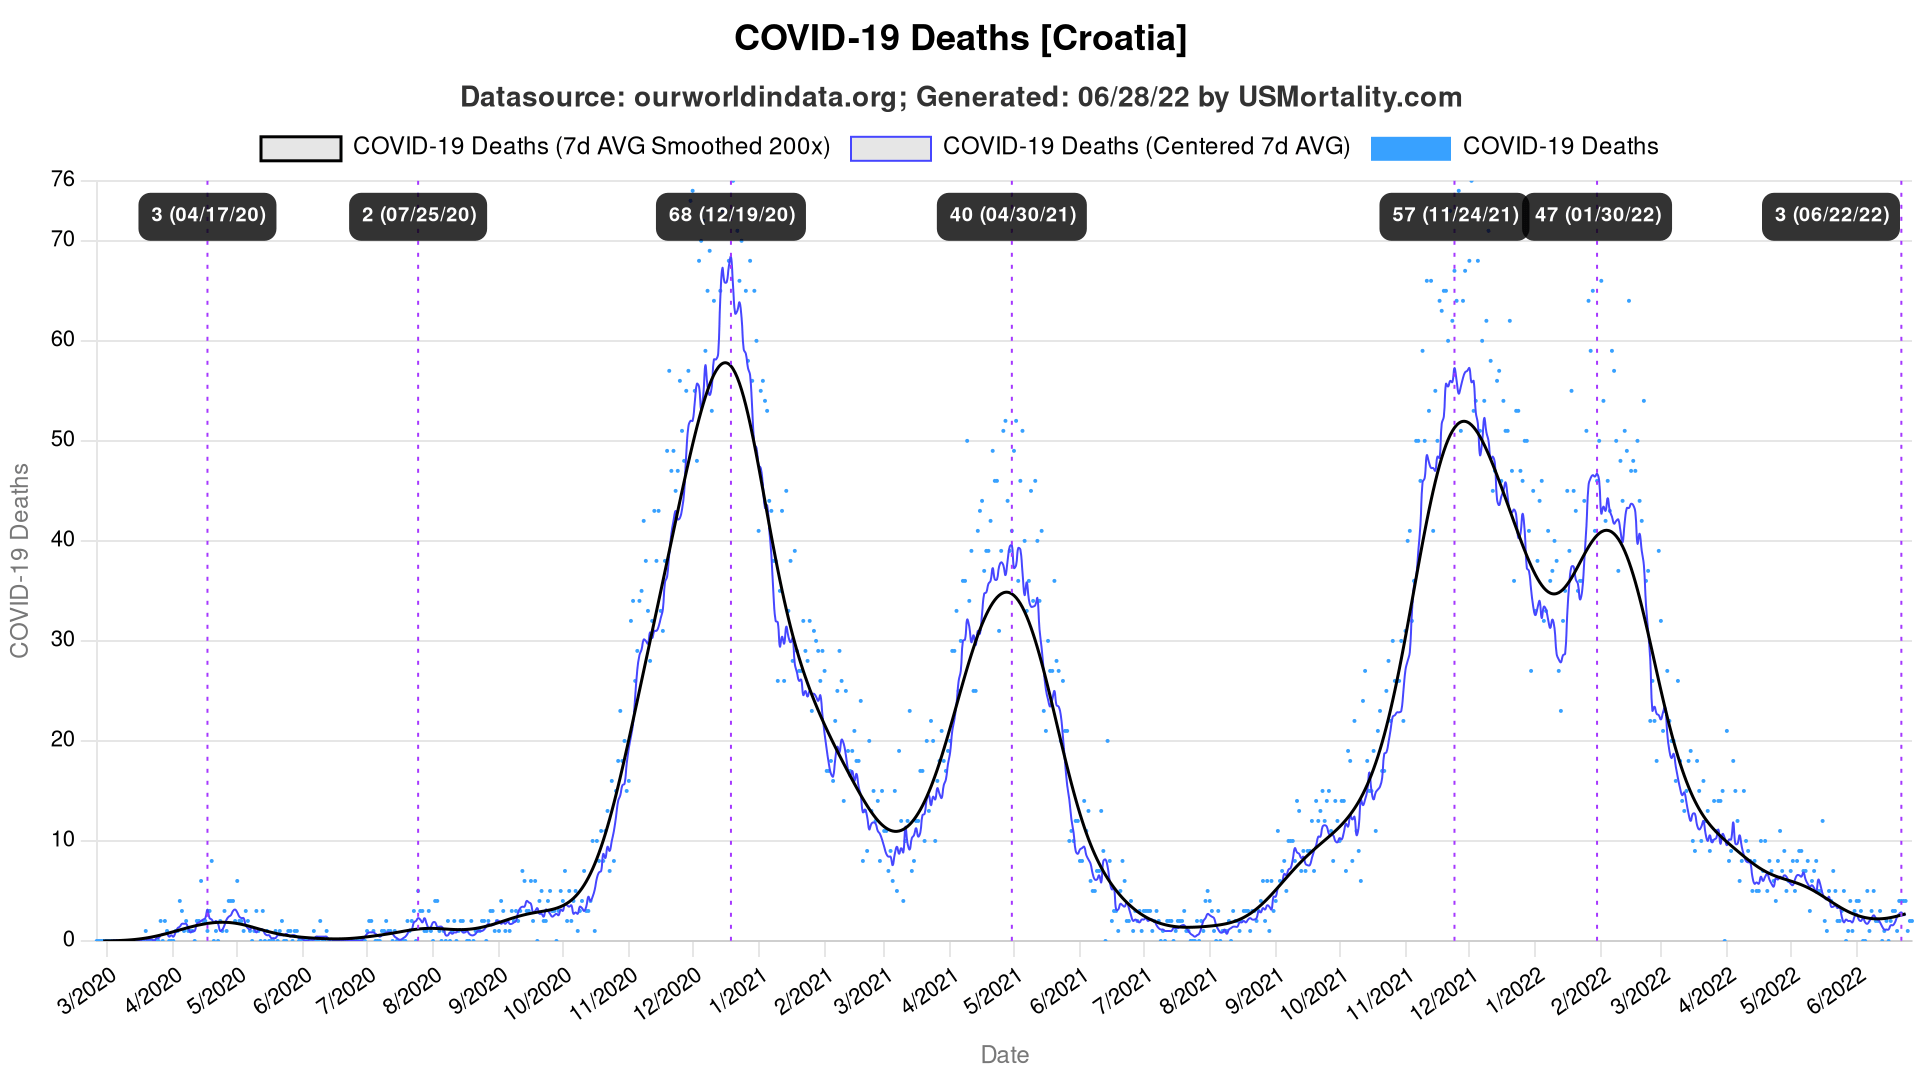 COVID-19 Deaths [Croatia]
Datasource: ourworldindata.org; Generated: 06/28/22 by USMortality.com
COVID-19 Deaths (7d AVG Smoothed 200x) COVID-19 Deaths (Centered 7d AVG) COVID-19 Deaths
76
3 (04/17/20) 2 (07/25/20) 68 (12/19/20) 40 (04/30/21) 57 (11/24/21) 47 (01/30/22) 3 (06/22/22)
70
60
50
40
30
20
10
0
COVID-19 Deaths
3/2020 4/2020 5/2020 6/2020 7/2020 8/2020 9/2020 10/2020 11/2020 12/2020 1/2021 2/2021 3/2021 4/2021 5/2021 6/2021 7/2021 8/2021 9/2021 10/2021 11/2021 12/2021 1/2022 2/2022 3/2022 4/2022 5/2022 6/2022
Date